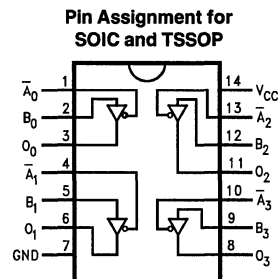 Pin Assignment for
SOIC and TSSOP
A̅₀ 1 14 V_CC
B₀ 2 13 A̅₂
O₀ 3 12 B₂
A̅₁ 4 11 O₂
B₁ 5 10 A̅₃
O₁ 6 9 B₃
GND 7 8 O₃